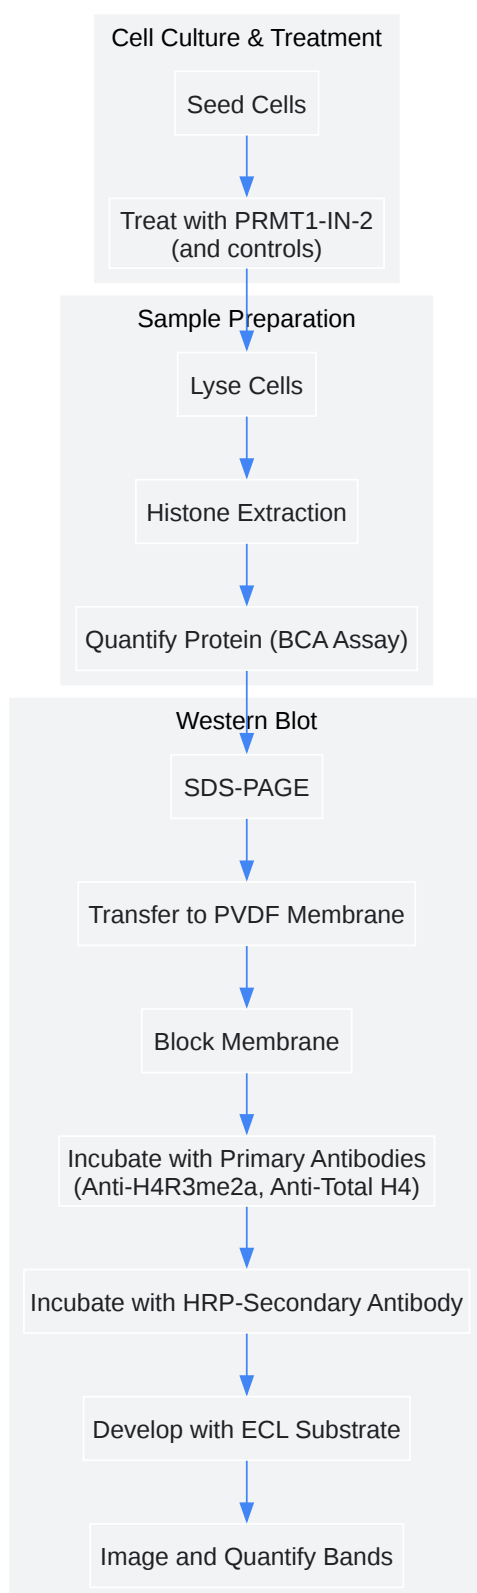 Cell Culture & Treatment
Seed Cells
Treat with PRMT1-IN-2
(and controls)
Sample Preparation
Lyse Cells
Histone Extraction
Quantify Protein (BCA Assay)
Western Blot
SDS-PAGE
Transfer to PVDF Membrane
Block Membrane
Incubate with Primary Antibodies
(Anti-H4R3me2a, Anti-Total H4)
Incubate with HRP-Secondary Antibody
Develop with ECL Substrate
Image and Quantify Bands